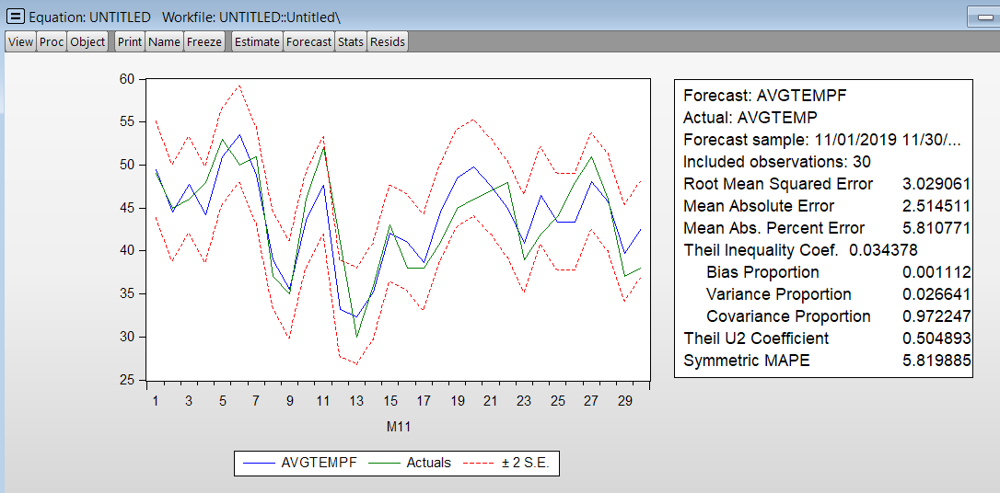 Equation: UNTITLED Workfile: UNTITLED::Untitled\
View Proc Object Print Name Freeze Estimate Forecast Stats Resids
60
55
50
45
40
35
30
25
1 3 5 7 9 11 13 15 17 19 21 23 25 27 29
M11
AVGTEMPF Actuals ± 2 S.E.
Forecast: AVGTEMPF
Actual: AVGTEMP
Forecast sample: 11/01/2019 11/30/...
Included observations: 30
Root Mean Squared Error 3.029061
Mean Absolute Error 2.514511
Mean Abs. Percent Error 5.810771
Theil Inequality Coef. 0.034378
Bias Proportion 0.001112
Variance Proportion 0.026641
Covariance Proportion 0.972247
Theil U2 Coefficient 0.504893
Symmetric MAPE 5.819885